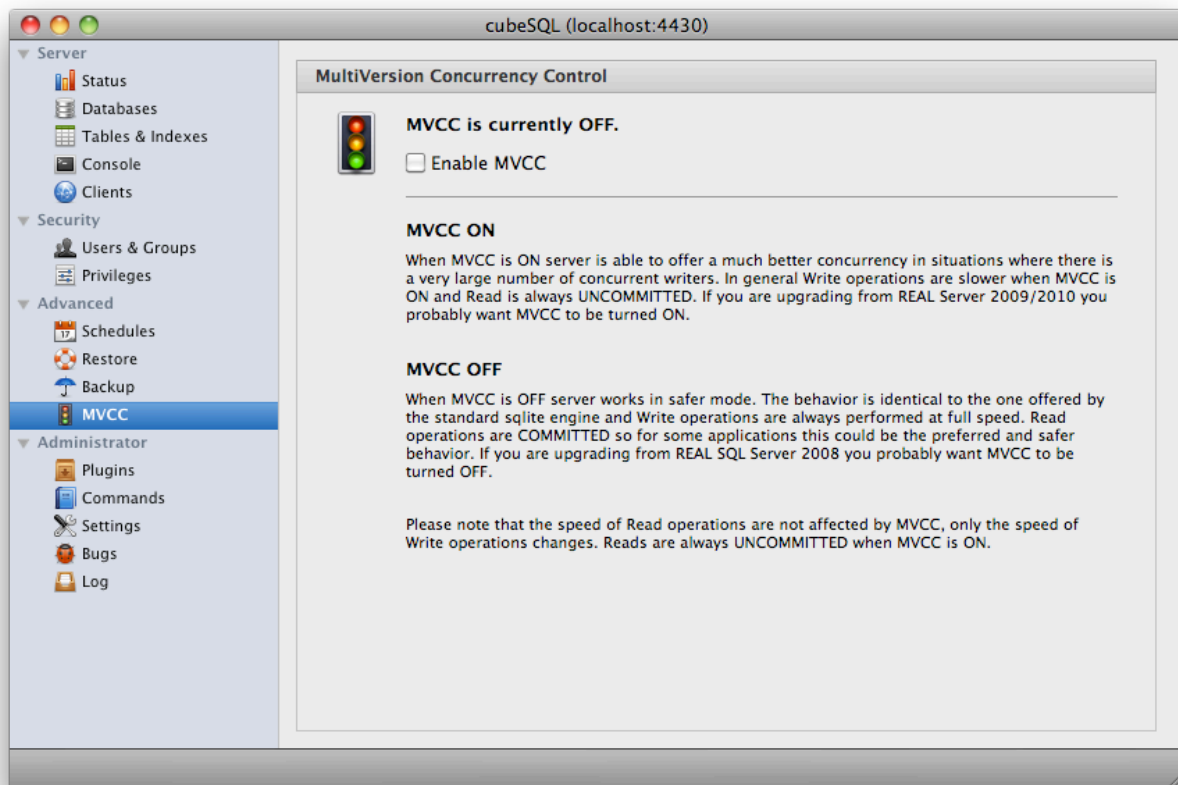 cubeSQL (localhost:4430)
Server
Status
Databases
Tables & Indexes
Console
Clients
Security
Users & Groups
Privileges
Advanced
17
Schedules
Restore
Backup
MVCC
Administrator
Plugins
Commands
Settings
Bugs
Log
MultiVersion Concurrency Control
MVCC is currently OFF.
Enable MVCC
MVCC ON
When MVCC is ON server is able to offer a much better concurrency in situations where there is
a very large number of concurrent writers. In general Write operations are slower when MVCC is
ON and Read is always UNCOMMITTED. If you are upgrading from REAL Server 2009/2010 you
probably want MVCC to be turned ON.
MVCC OFF
When MVCC is OFF server works in safer mode. The behavior is identical to the one offered by
the standard sqlite engine and Write operations are always performed at full speed. Read
operations are COMMITTED so for some applications this could be the preferred and safer
behavior. If you are upgrading from REAL SQL Server 2008 you probably want MVCC to be
turned OFF.
Please note that the speed of Read operations are not affected by MVCC, only the speed of
Write operations changes. Reads are always UNCOMMITTED when MVCC is ON.